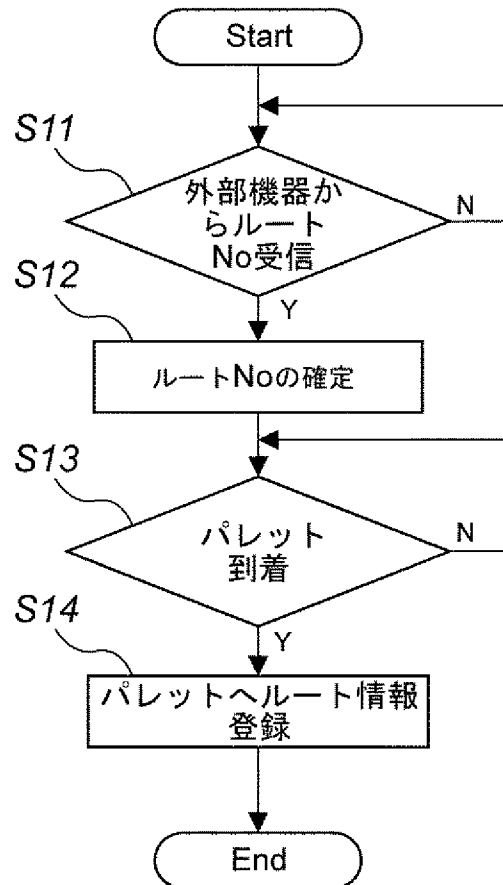 Start
S11
外部機器か
らルート
No受信
N
Y
S12
ルートNoの確定
S13
パレット
到着
N
Y
S14
パレットへルート情報
登録
End